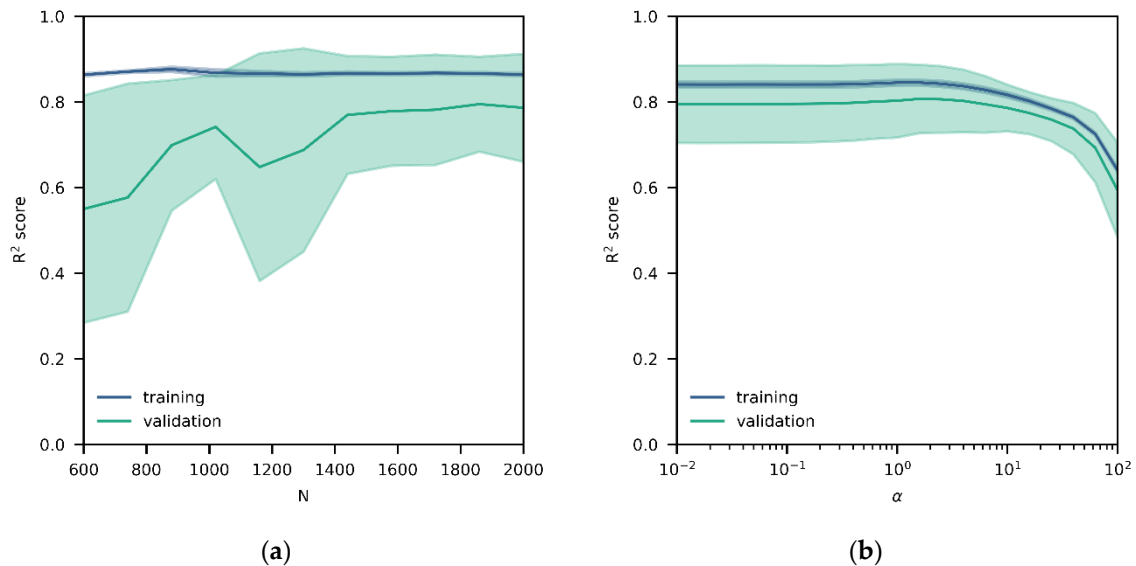 1.0
0.8
0.6
0.4
0.2
0.0
R² score
training
validation
600 800 1000 1200 1400 1600 1800 2000
N
(a)
1.0
0.8
0.6
0.4
0.2
0.0
R² score
training
validation
10⁻² 10⁻¹ 10⁰ 10¹ 10²
α
(b)